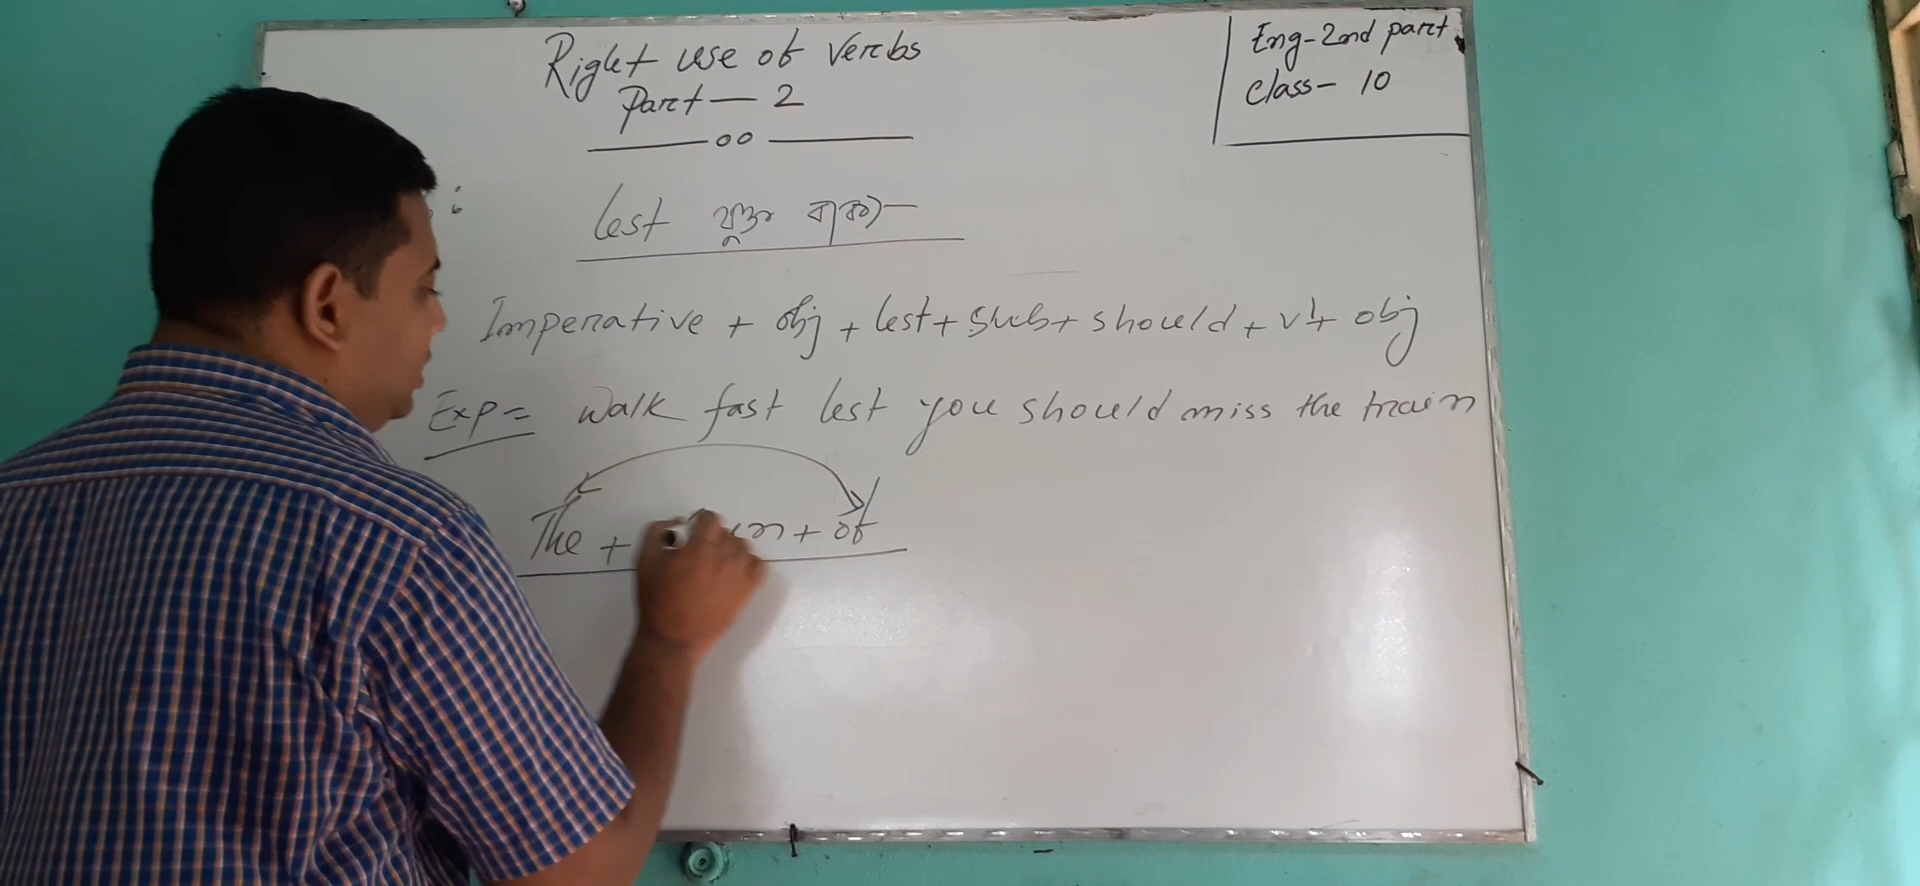 Right use of Verbs
Part — 2
Eng-2nd part
class- 10
lest যুক্ত বাক্য—
Imperative + obj + lest + sub + should + v1 + obj
Exp = Walk fast lest you should miss the train
The + + of